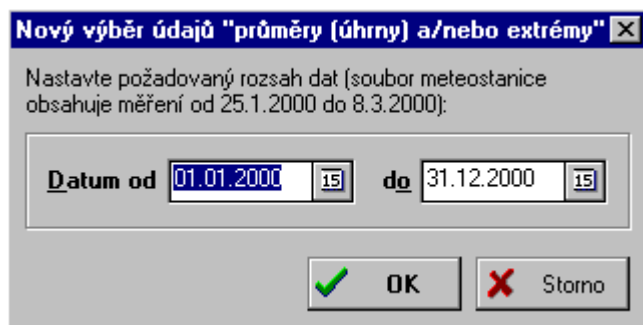 Nový výběr údajů "průměry (úhrny) a/nebo extrémy"
Nastavte požadovaný rozsah dat (soubor meteostanice
obsahuje měření od 25.1.2000 do 8.3.2000):
Datum od 01.01.2000 15 do 31.12.2000 15
OK Storno